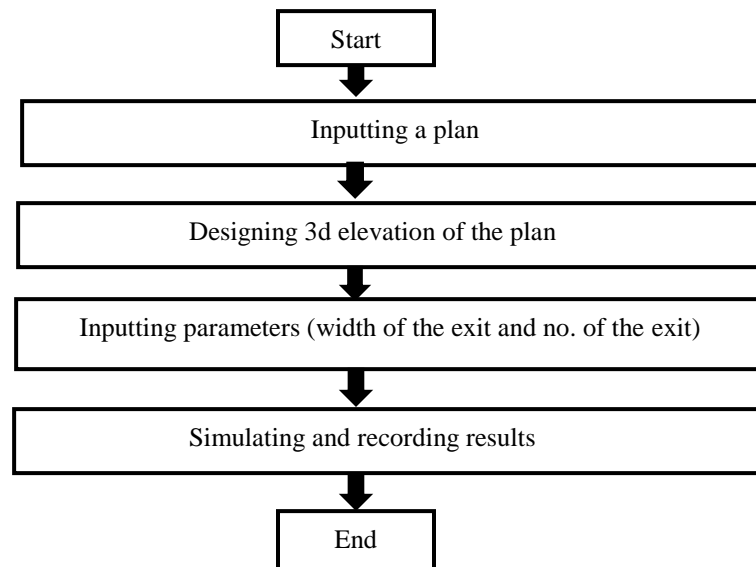 Start
Inputting a plan
Designing 3d elevation of the plan
Inputting parameters (width of the exit and no. of the exit)
Simulating and recording results
End